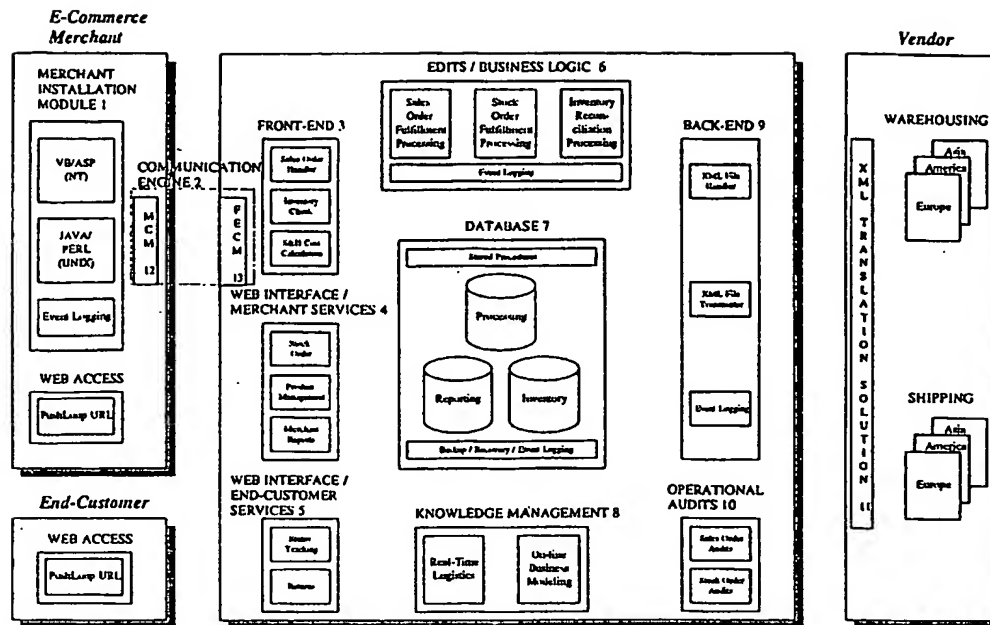 E-Commerce
Merchant
MERCHANT
INSTALLATION
MODULE 1
VB/ASP
(NT)
JAVA/
PERL
(UNIX)
Event Logging
WEB ACCESS
PushLoop URL
End-Customer
WEB ACCESS
PushLoop URL
COMMUNICATION
ENGINE 2
MCM 12
FECM 13
FRONT-END 3
Sales Order
Handler
Inventory
Check
S&H Cost
Calculations
WEB INTERFACE /
MERCHANT SERVICES 4
Stock
Order
Product
Management
Merchant
Reports
WEB INTERFACE /
END-CUSTOMER
SERVICES 5
Status
Tracking
Returns
EDITS / BUSINESS LOGIC 6
Sales
Order
Fulfillment
Processing
Stock
Order
Fulfillment
Processing
Inventory
Recon-
ciliation
Processing
Event Logging
DATABASE 7
Stored Procedures
Processing
Reporting
Inventory
Backup / Recovery / Event Logging
KNOWLEDGE MANAGEMENT 8
Real-Time
Logistics
On-line
Business
Modeling
BACK-END 9
XML File
Handler
XML File
Transmitter
Event Logging
OPERATIONAL
AUDITS 10
Sales Order
Audits
Stock Order
Audits
Vendor
XML TRANSLATION SOLUTION 11
WAREHOUSING
Asia
America
Europe
SHIPPING
Asia
America
Europe